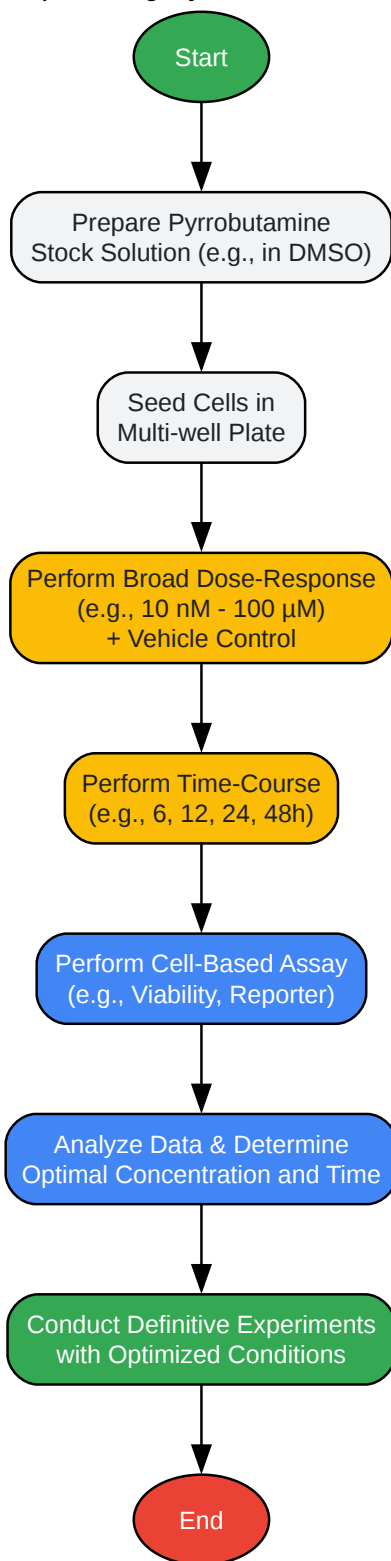 Start
Prepare Pyrrobutamine
Stock Solution (e.g., in DMSO)
Seed Cells in
Multi-well Plate
Perform Broad Dose-Response
(e.g., 10 nM - 100 µM)
+ Vehicle Control
Perform Time-Course
(e.g., 6, 12, 24, 48h)
Perform Cell-Based Assay
(e.g., Viability, Reporter)
Analyze Data & Determine
Optimal Concentration and Time
Conduct Definitive Experiments
with Optimized Conditions
End